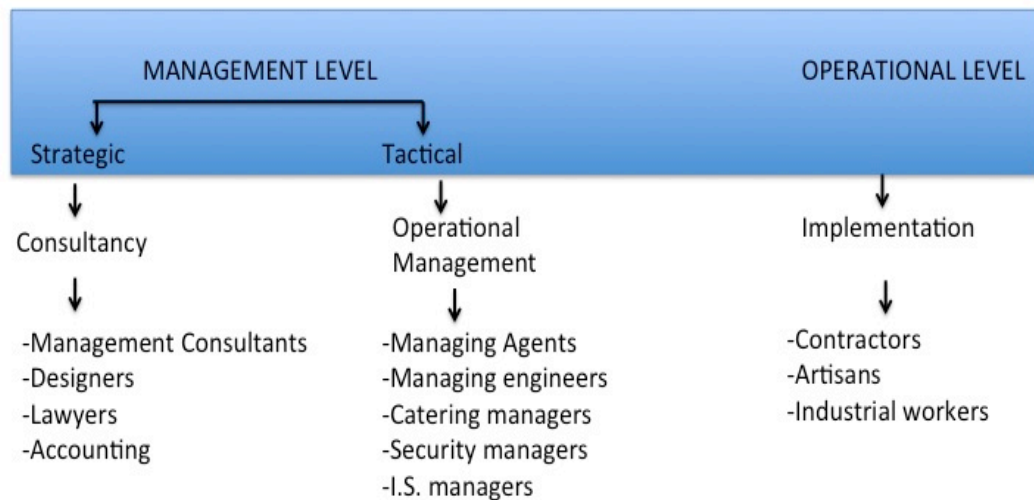 MANAGEMENT LEVEL
OPERATIONAL LEVEL
Strategic
Tactical
Consultancy
Operational
Management
Implementation
-Management Consultants
-Designers
-Lawyers
-Accounting
-Managing Agents
-Managing engineers
-Catering managers
-Security managers
-I.S. managers
-Contractors
-Artisans
-Industrial workers